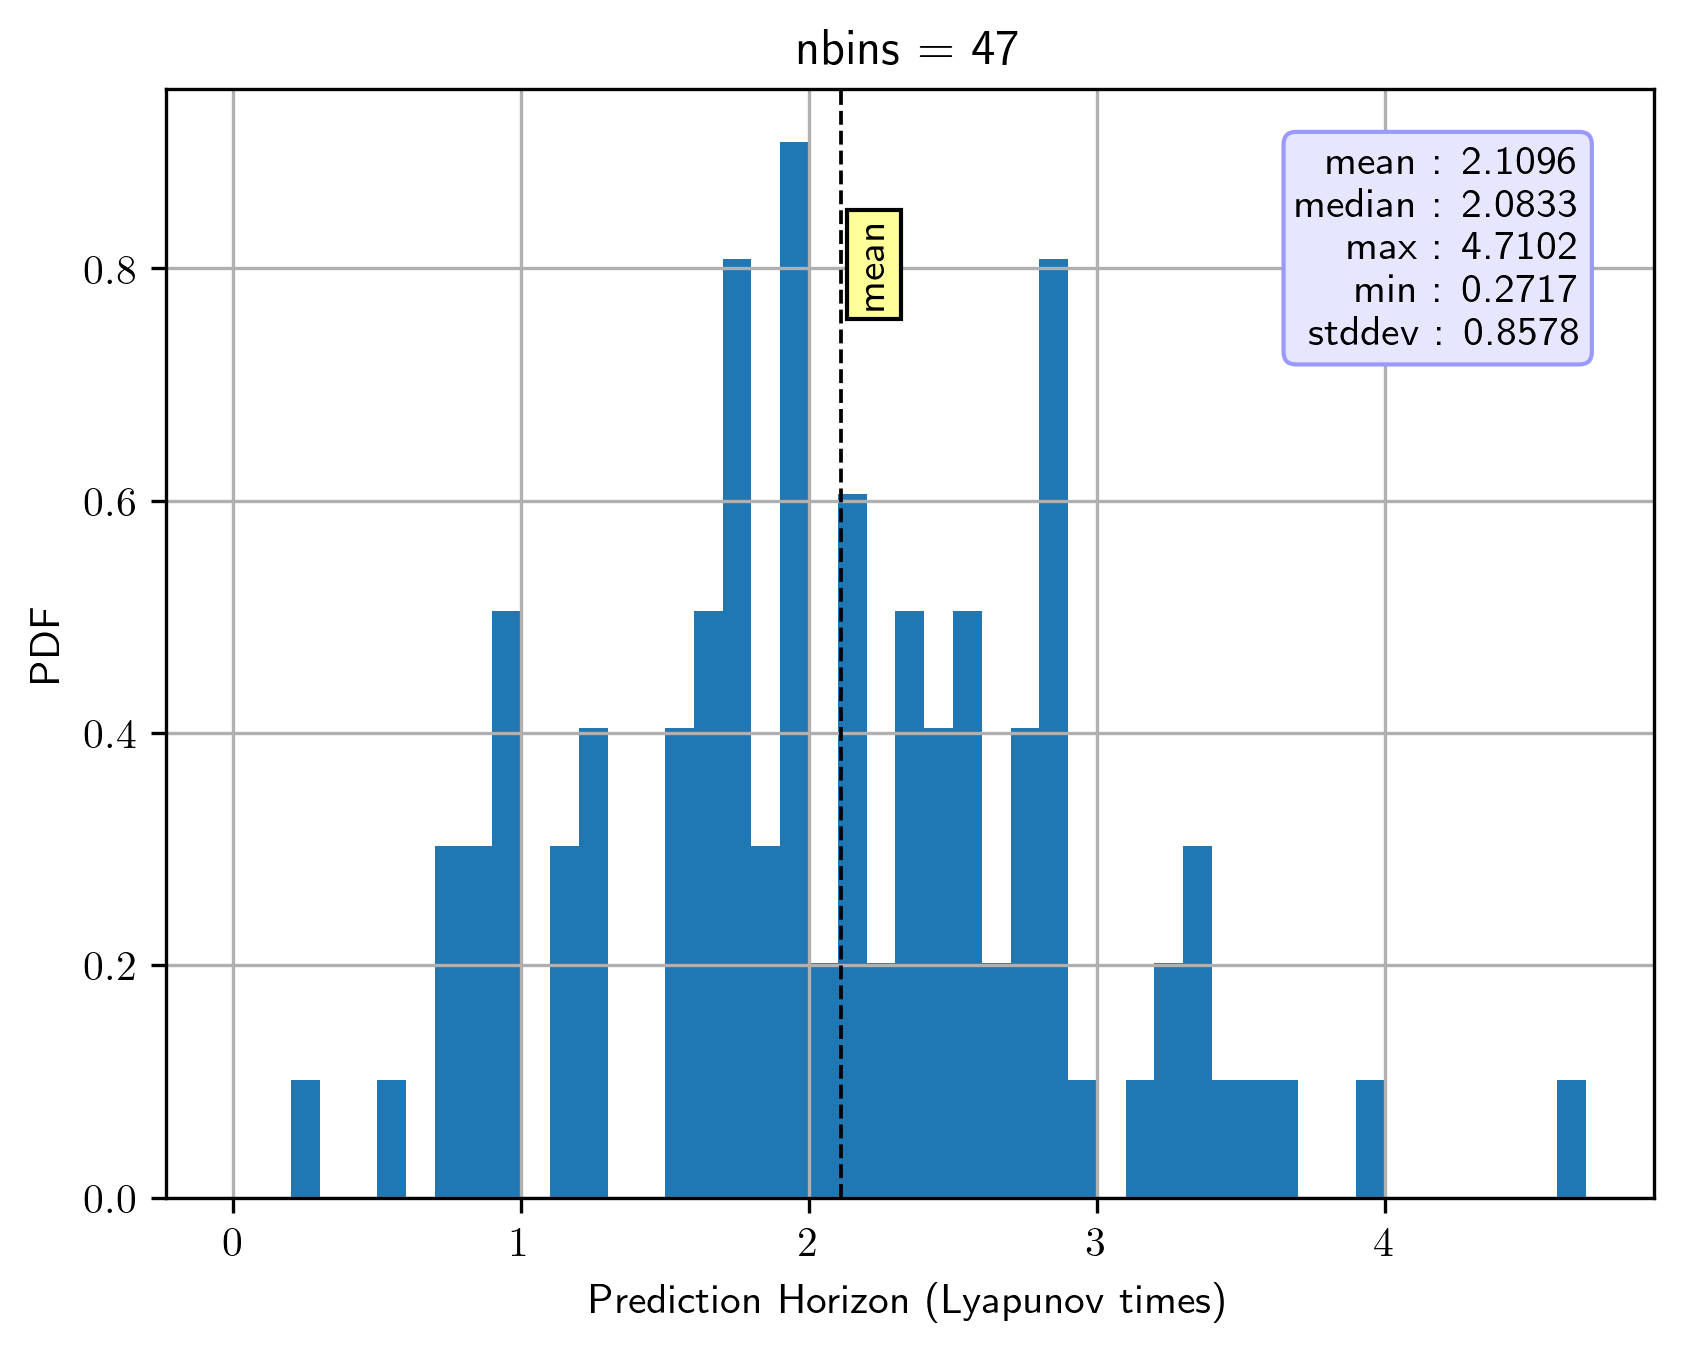 nbins = 47
mean : 2.1096
median : 2.0833
max : 4.7102
min : 0.2717
stddev : 0.8578
mean
PDF
0.8
0.6
0.4
0.2
0.0
0 1 2 3 4
Prediction Horizon (Lyapunov times)